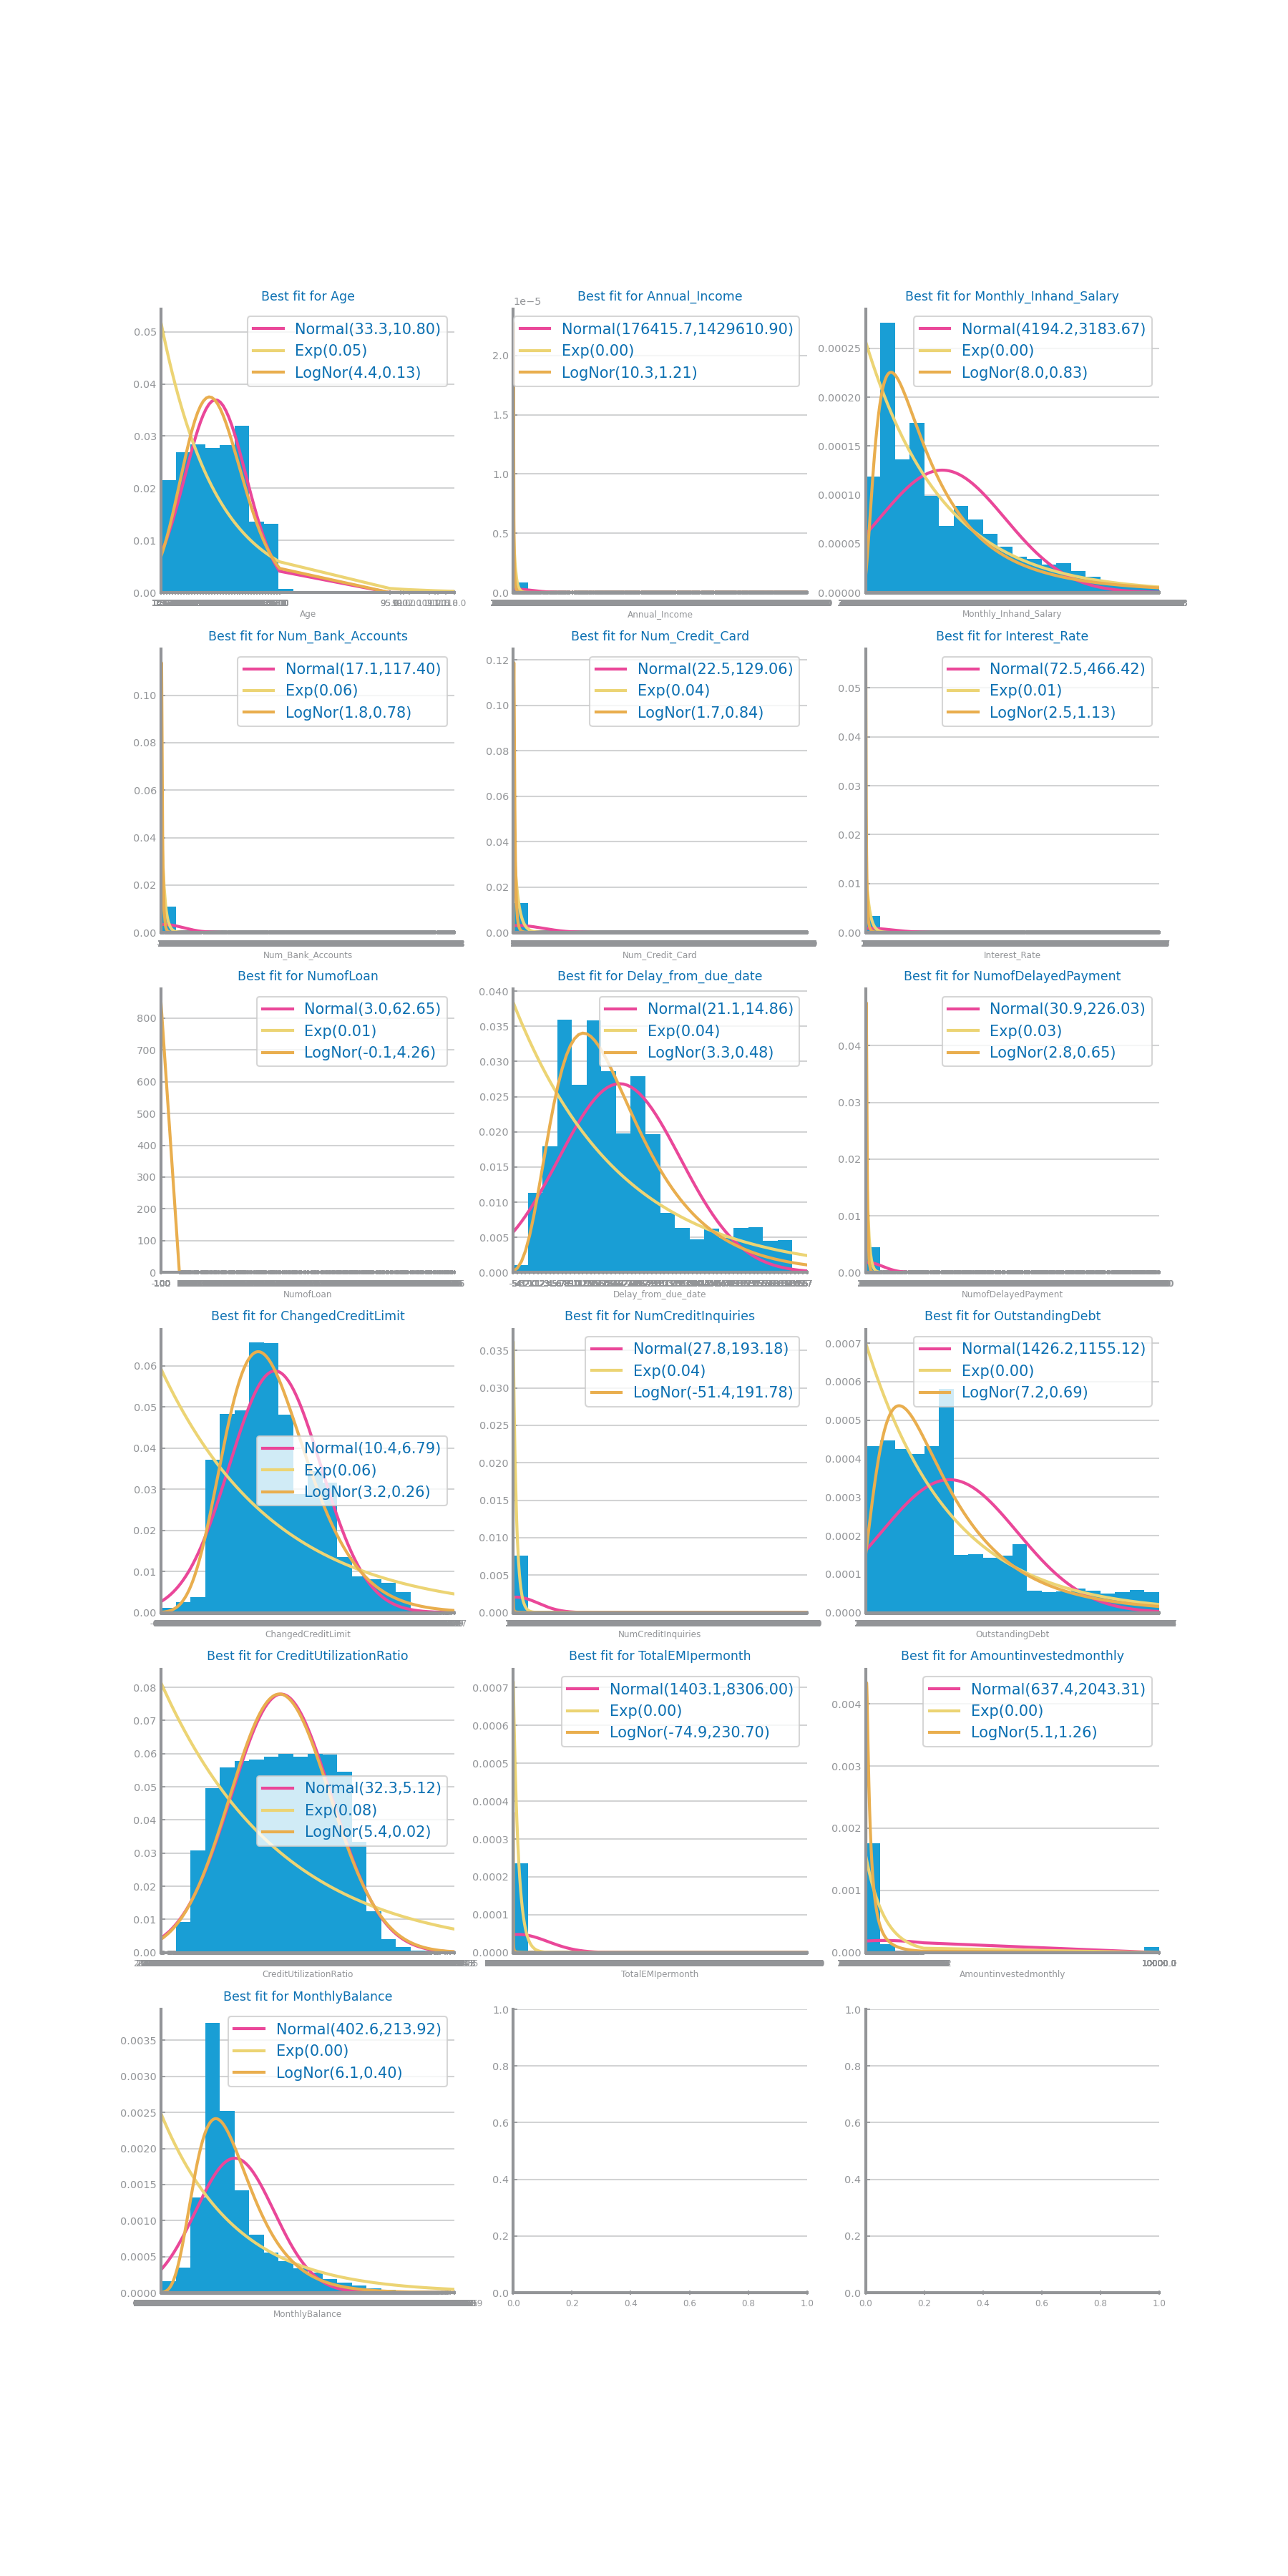 Best fit for Age
0.05
0.04
0.03
0.02
0.01
0.00
Normal(33.3,10.80)
Exp(0.05)
LogNor(4.4,0.13)
Age
Best fit for Annual_Income
1e−5
2.0
1.5
1.0
0.5
0.0
Normal(176415.7,1429610.90)
Exp(0.00)
LogNor(10.3,1.21)
Annual_Income
Best fit for Monthly_Inhand_Salary
0.00025
0.00020
0.00015
0.00010
0.00005
0.00000
Normal(4194.2,3183.67)
Exp(0.00)
LogNor(8.0,0.83)
Monthly_Inhand_Salary
Best fit for Num_Bank_Accounts
0.10
0.08
0.06
0.04
0.02
0.00
Normal(17.1,117.40)
Exp(0.06)
LogNor(1.8,0.78)
Num_Bank_Accounts
Best fit for Num_Credit_Card
0.12
0.10
0.08
0.06
0.04
0.02
0.00
Normal(22.5,129.06)
Exp(0.04)
LogNor(1.7,0.84)
Num_Credit_Card
Best fit for Interest_Rate
0.05
0.04
0.03
0.02
0.01
0.00
Normal(72.5,466.42)
Exp(0.01)
LogNor(2.5,1.13)
Interest_Rate
Best fit for NumofLoan
800
700
600
500
400
300
200
100
0
Normal(3.0,62.65)
Exp(0.01)
LogNor(-0.1,4.26)
-100
NumofLoan
Best fit for Delay_from_due_date
0.040
0.035
0.030
0.025
0.020
0.015
0.010
0.005
0.000
Normal(21.1,14.86)
Exp(0.04)
LogNor(3.3,0.48)
Delay_from_due_date
Best fit for NumofDelayedPayment
0.04
0.03
0.02
0.01
0.00
Normal(30.9,226.03)
Exp(0.03)
LogNor(2.8,0.65)
NumofDelayedPayment
Best fit for ChangedCreditLimit
0.06
0.05
0.04
0.03
0.02
0.01
0.00
Normal(10.4,6.79)
Exp(0.06)
LogNor(3.2,0.26)
ChangedCreditLimit
Best fit for NumCreditInquiries
0.035
0.030
0.025
0.020
0.015
0.010
0.005
0.000
Normal(27.8,193.18)
Exp(0.04)
LogNor(-51.4,191.78)
NumCreditInquiries
Best fit for OutstandingDebt
0.0007
0.0006
0.0005
0.0004
0.0003
0.0002
0.0001
0.0000
Normal(1426.2,1155.12)
Exp(0.00)
LogNor(7.2,0.69)
OutstandingDebt
Best fit for CreditUtilizationRatio
0.08
0.07
0.06
0.05
0.04
0.03
0.02
0.01
0.00
Normal(32.3,5.12)
Exp(0.08)
LogNor(5.4,0.02)
CreditUtilizationRatio
Best fit for TotalEMIpermonth
0.0007
0.0006
0.0005
0.0004
0.0003
0.0002
0.0001
0.0000
Normal(1403.1,8306.00)
Exp(0.00)
LogNor(-74.9,230.70)
TotalEMIpermonth
Best fit for Amountinvestedmonthly
0.004
0.003
0.002
0.001
0.000
Normal(637.4,2043.31)
Exp(0.00)
LogNor(5.1,1.26)
10000.0
Amountinvestedmonthly
Best fit for MonthlyBalance
0.0035
0.0030
0.0025
0.0020
0.0015
0.0010
0.0005
0.0000
Normal(402.6,213.92)
Exp(0.00)
LogNor(6.1,0.40)
MonthlyBalance
1.0
0.8
0.6
0.4
0.2
0.0
0.0 0.2 0.4 0.6 0.8 1.0
1.0
0.8
0.6
0.4
0.2
0.0
0.0 0.2 0.4 0.6 0.8 1.0